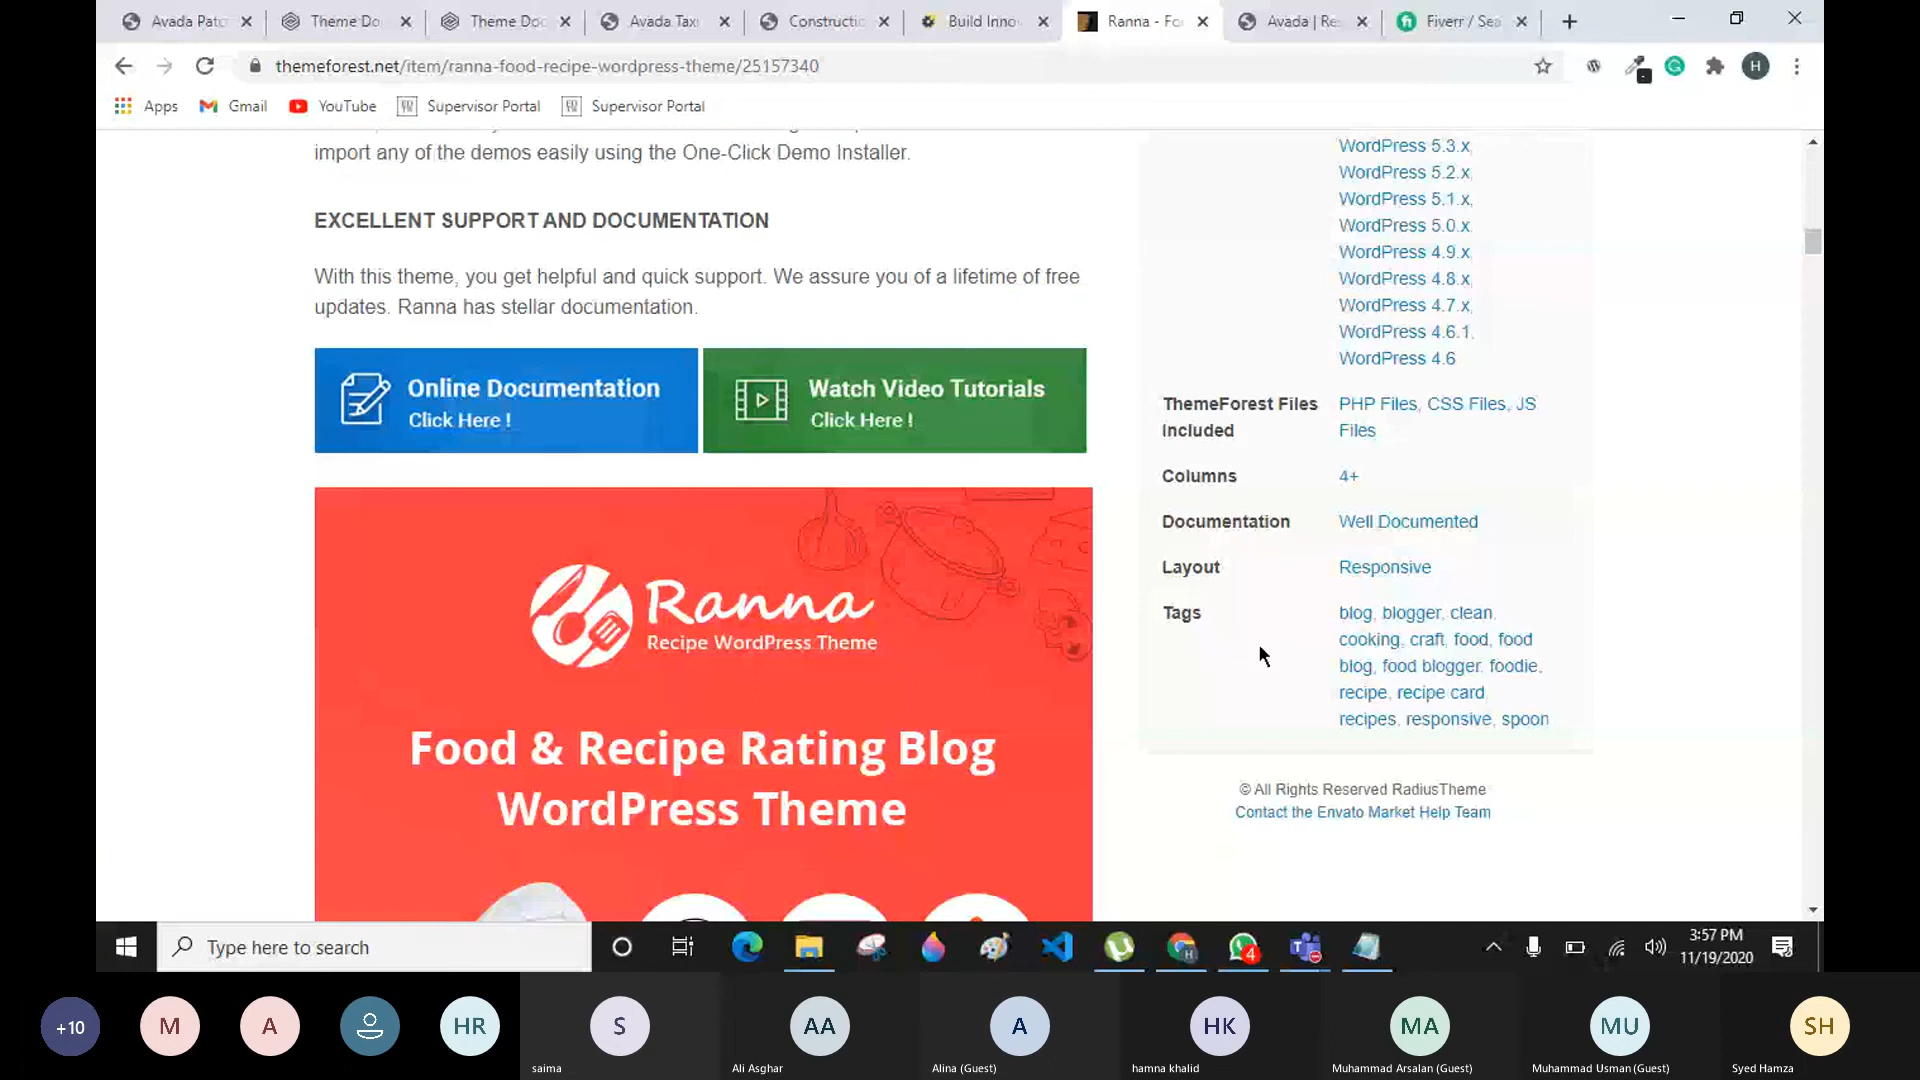 Avada Pato
Theme Do
Theme Doc
Avada Taxi
Constructio
Build Inno
Ranna - Fo
Avada | Re
Fiverr / Sea
themeforest.net/item/ranna-food-recipe-wordpress-theme/25157340
H
Apps
Gmail
YouTube
Supervisor Portal
Supervisor Portal
import any of the demos easily using the One-Click Demo Installer.
EXCELLENT SUPPORT AND DOCUMENTATION
With this theme, you get helpful and quick support. We assure you of a lifetime of free
updates. Ranna has stellar documentation.
Online Documentation
Click Here !
Watch Video Tutorials
Click Here !
Ranna
Recipe WordPress Theme
Food & Recipe Rating Blog
WordPress Theme
WordPress 5.3.x,
WordPress 5.2.x,
WordPress 5.1.x,
WordPress 5.0.x,
WordPress 4.9.x,
WordPress 4.8.x,
WordPress 4.7.x,
WordPress 4.6.1,
WordPress 4.6
ThemeForest Files
Included
PHP Files, CSS Files, JS
Files
Columns
4+
Documentation
Well Documented
Layout
Responsive
Tags
blog, blogger, clean,
cooking, craft, food, food
blog, food blogger, foodie,
recipe, recipe card,
recipes, responsive, spoon
© All Rights Reserved RadiusTheme
Contact the Envato Market Help Team
Type here to search
4
3:57 PM
11/19/2020
+10
M
A
HR
S
AA
A
HK
MA
MU
SH
saima
Ali Asghar
Alina (Guest)
hamna khalid
Muhammad Arsalan (Guest)
Muhammad Usman (Guest)
Syed Hamza